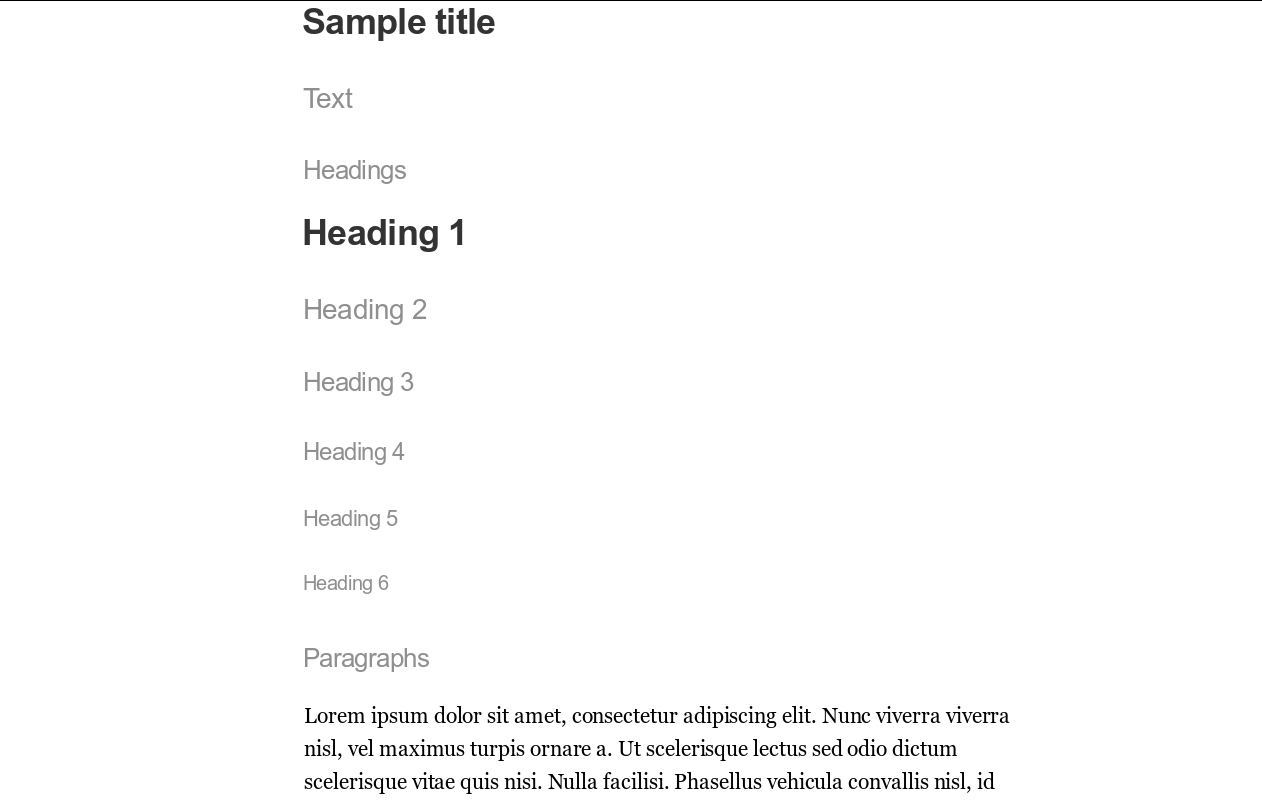 Sample title
Text
Headings
Heading 1
Heading 2
Heading 3
Heading 4
Heading 5
Heading 6
Paragraphs
Lorem ipsum dolor sit amet, consectetur adipiscing elit. Nunc viverra viverra
nisl, vel maximus turpis ornare a. Ut scelerisque lectus sed odio dictum
scelerisque vitae quis nisi. Nulla facilisi. Phasellus vehicula convallis nisl, id